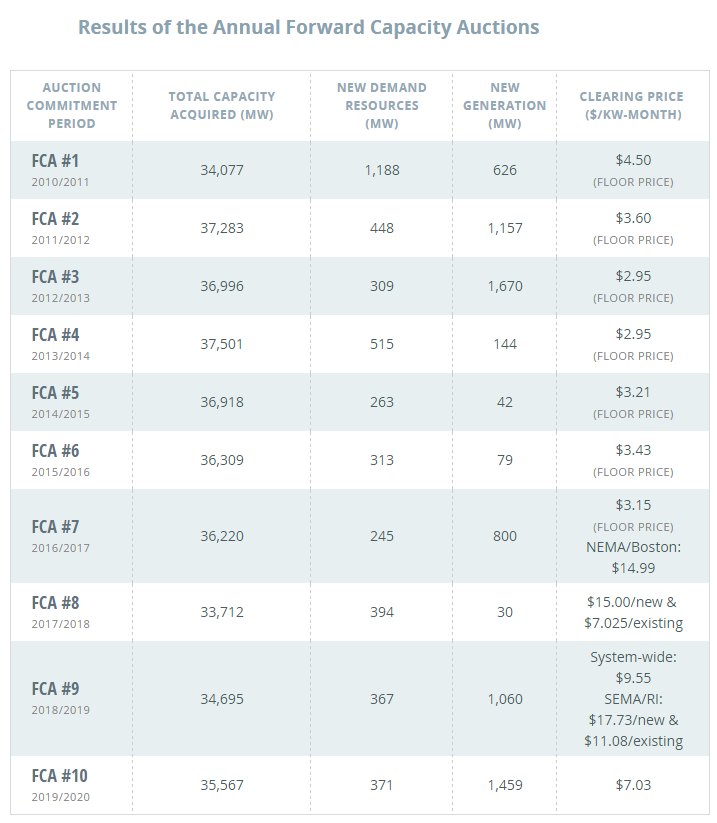 Results of the Annual Forward Capacity Auctions
AUCTION COMMITMENT PERIOD | TOTAL CAPACITY ACQUIRED (MW) | NEW DEMAND RESOURCES (MW) | NEW GENERATION (MW) | CLEARING PRICE ($/KW-MONTH)
FCA #1
2010/2011
34,077
1,188
626
$4.50
(FLOOR PRICE)
FCA #2
2011/2012
37,283
448
1,157
$3.60
(FLOOR PRICE)
FCA #3
2012/2013
36,996
309
1,670
$2.95
(FLOOR PRICE)
FCA #4
2013/2014
37,501
515
144
$2.95
(FLOOR PRICE)
FCA #5
2014/2015
36,918
263
42
$3.21
(FLOOR PRICE)
FCA #6
2015/2016
36,309
313
79
$3.43
(FLOOR PRICE)
FCA #7
2016/2017
36,220
245
800
$3.15
(FLOOR PRICE)
NEMA/Boston:
$14.99
FCA #8
2017/2018
33,712
394
30
$15.00/new &
$7.025/existing
FCA #9
2018/2019
34,695
367
1,060
System-wide:
$9.55
SEMA/RI:
$17.73/new &
$11.08/existing
FCA #10
2019/2020
35,567
371
1,459
$7.03